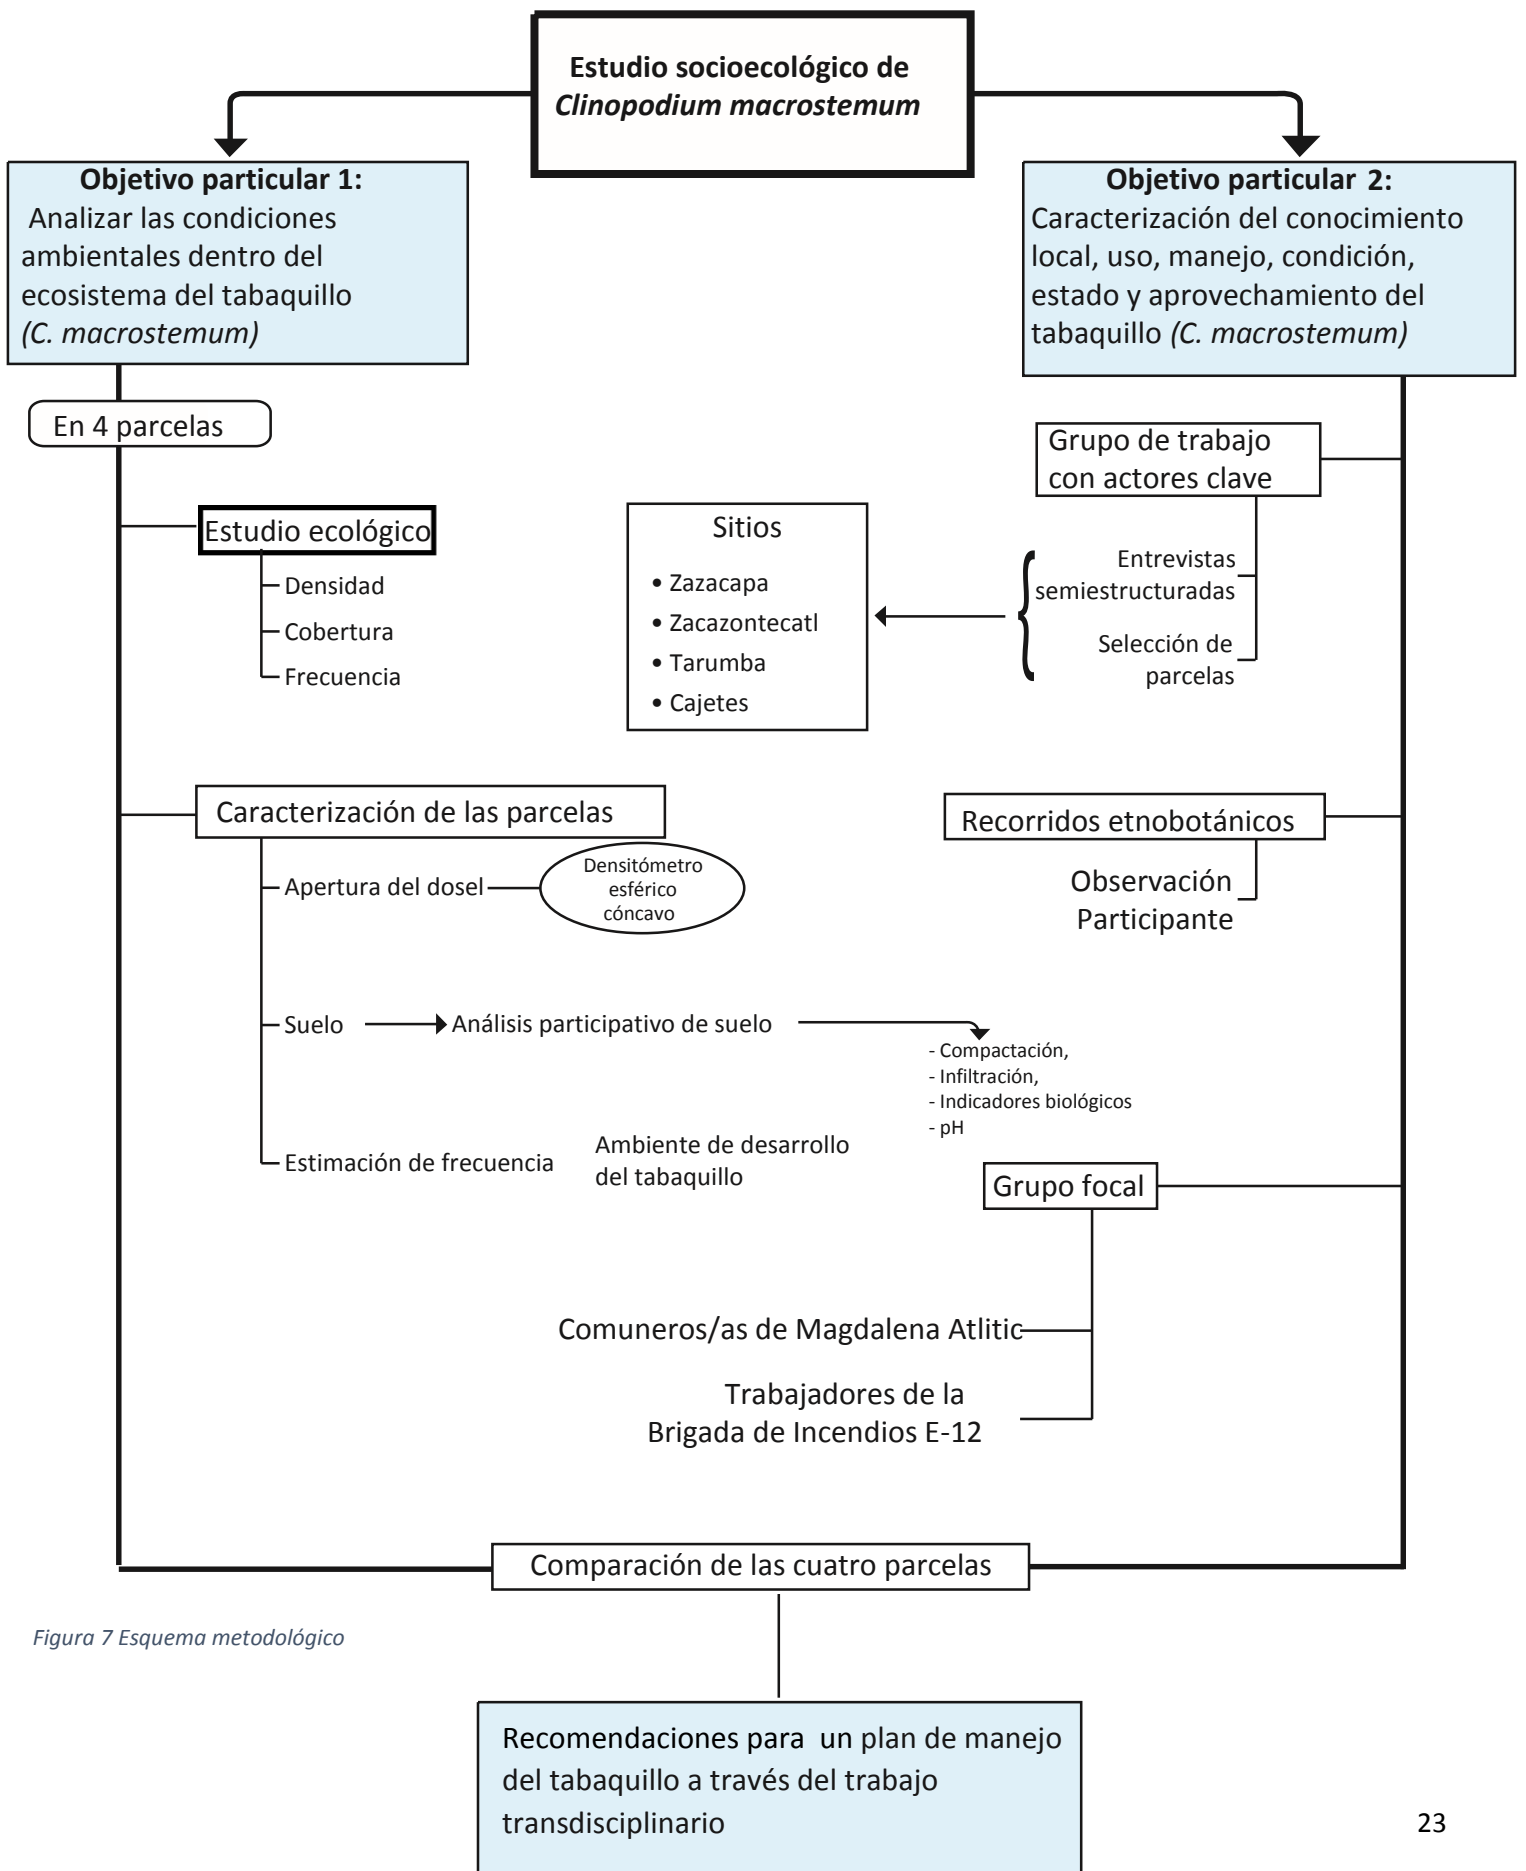 Estudio socioecológico de
Clinopodium macrostemum
Objetivo particular 1:
Analizar las condiciones
ambientales dentro del
ecosistema del tabaquillo
(C. macrostemum)
Objetivo particular 2:
Caracterización del conocimiento
local, uso, manejo, condición,
estado y aprovechamiento del
tabaquillo (C. macrostemum)
En 4 parcelas
Estudio ecológico
Densidad
Cobertura
Frecuencia
Sitios
• Zazacapa
• Zacazontecatl
• Tarumba
• Cajetes
Grupo de trabajo
con actores clave
Entrevistas
semiestructuradas
Selección de
parcelas
Caracterización de las parcelas
Apertura del dosel
Densitómetro
esférico
cóncavo
Recorridos etnobotánicos
Observación
Participante
Suelo
Análisis participativo de suelo
- Compactación,
- Infiltración,
- Indicadores biológicos
- pH
Estimación de frecuencia
Ambiente de desarrollo
del tabaquillo
Grupo focal
Comuneros/as de Magdalena Atlitic
Trabajadores de la
Brigada de Incendios E-12
Comparación de las cuatro parcelas
Figura 7 Esquema metodológico
Recomendaciones para un plan de manejo
del tabaquillo a través del trabajo
transdisciplinario
23